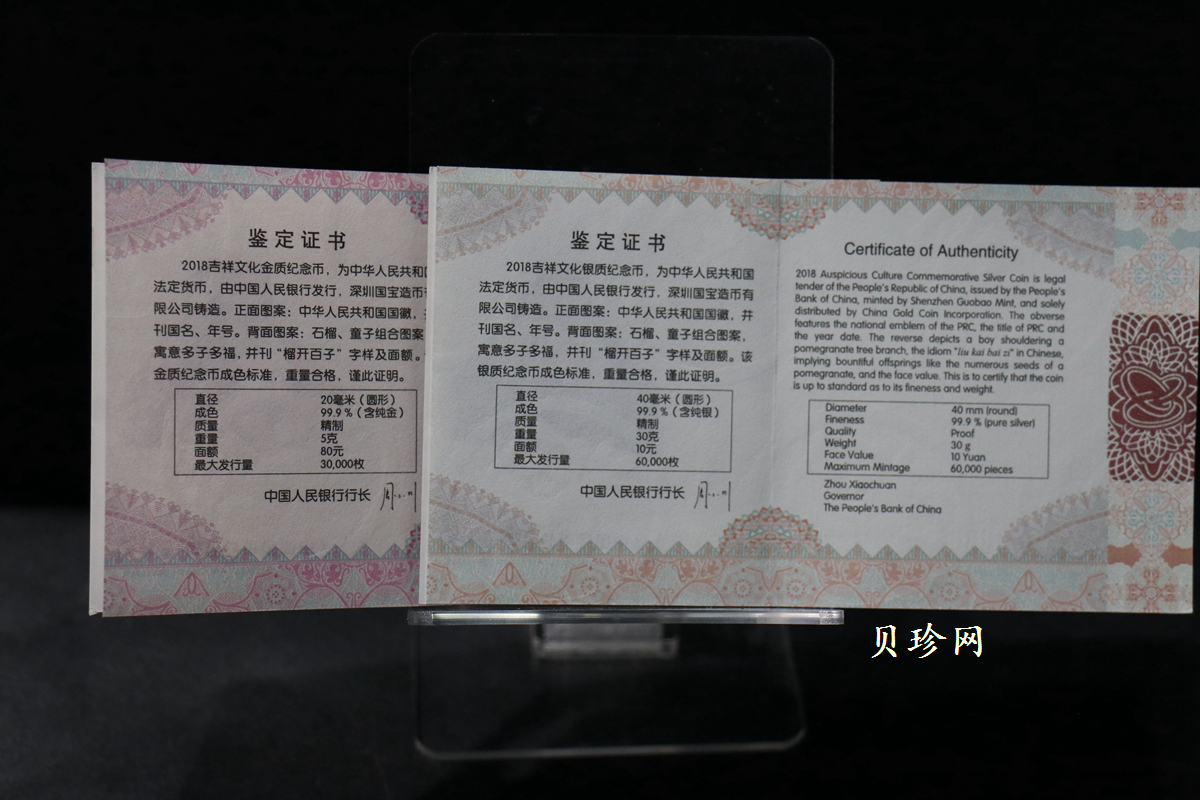 鉴定证书
2018吉祥文化金质纪念币，为中华人民共和国
法定货币，由中国人民银行发行，深圳国宝造币有
限公司铸造。正面图案：中华人民共和国国徽，并
刊国名、年号。背面图案：石榴、童子组合图案，
寓意多子多福，并刊“榴开百子”字样及面额。
金质纪念币成色标准，重量合格，谨此证明。
直径 20毫米（圆形）
成色 99.9％（含纯金）
质量 精制
重量 5克
面额 80元
最大发行量 30,000枚
中国人民银行行长
鉴定证书
2018吉祥文化银质纪念币，为中华人民共和国
法定货币，由中国人民银行发行，深圳国宝造币有
限公司铸造。正面图案：中华人民共和国国徽，并
刊国名、年号。背面图案：石榴、童子组合图案，
寓意多子多福，并刊“榴开百子”字样及面额。该
银质纪念币成色标准，重量合格，谨此证明。
直径 40毫米（圆形）
成色 99.9％（含纯银）
质量 精制
重量 30克
面额 10元
最大发行量 60,000枚
中国人民银行行长
Certificate of Authenticity
2018 Auspicious Culture Commemorative Silver Coin is legal
tender of the People's Republic of China, issued by the People's
Bank of China, minted by Shenzhen Guobao Mint, and solely
distributed by China Gold Coin Incorporation. The obverse
features the national emblem of the PRC, the title of PRC and
the year date. The reverse depicts a boy shouldering a
pomegranate tree branch, the idiom "liu kai bai zi" in Chinese,
implying bountiful offsprings like the numerous seeds of a
pomegranate, and the face value. This is to certify that the coin
is up to standard as to its fineness and weight.
Diameter 40 mm (round)
Fineness 99.9 % (pure silver)
Quality Proof
Weight 30 g
Face Value 10 Yuan
Maximum Mintage 60,000 pieces
Zhou Xiaochuan
Governor
The People's Bank of China
贝珍网